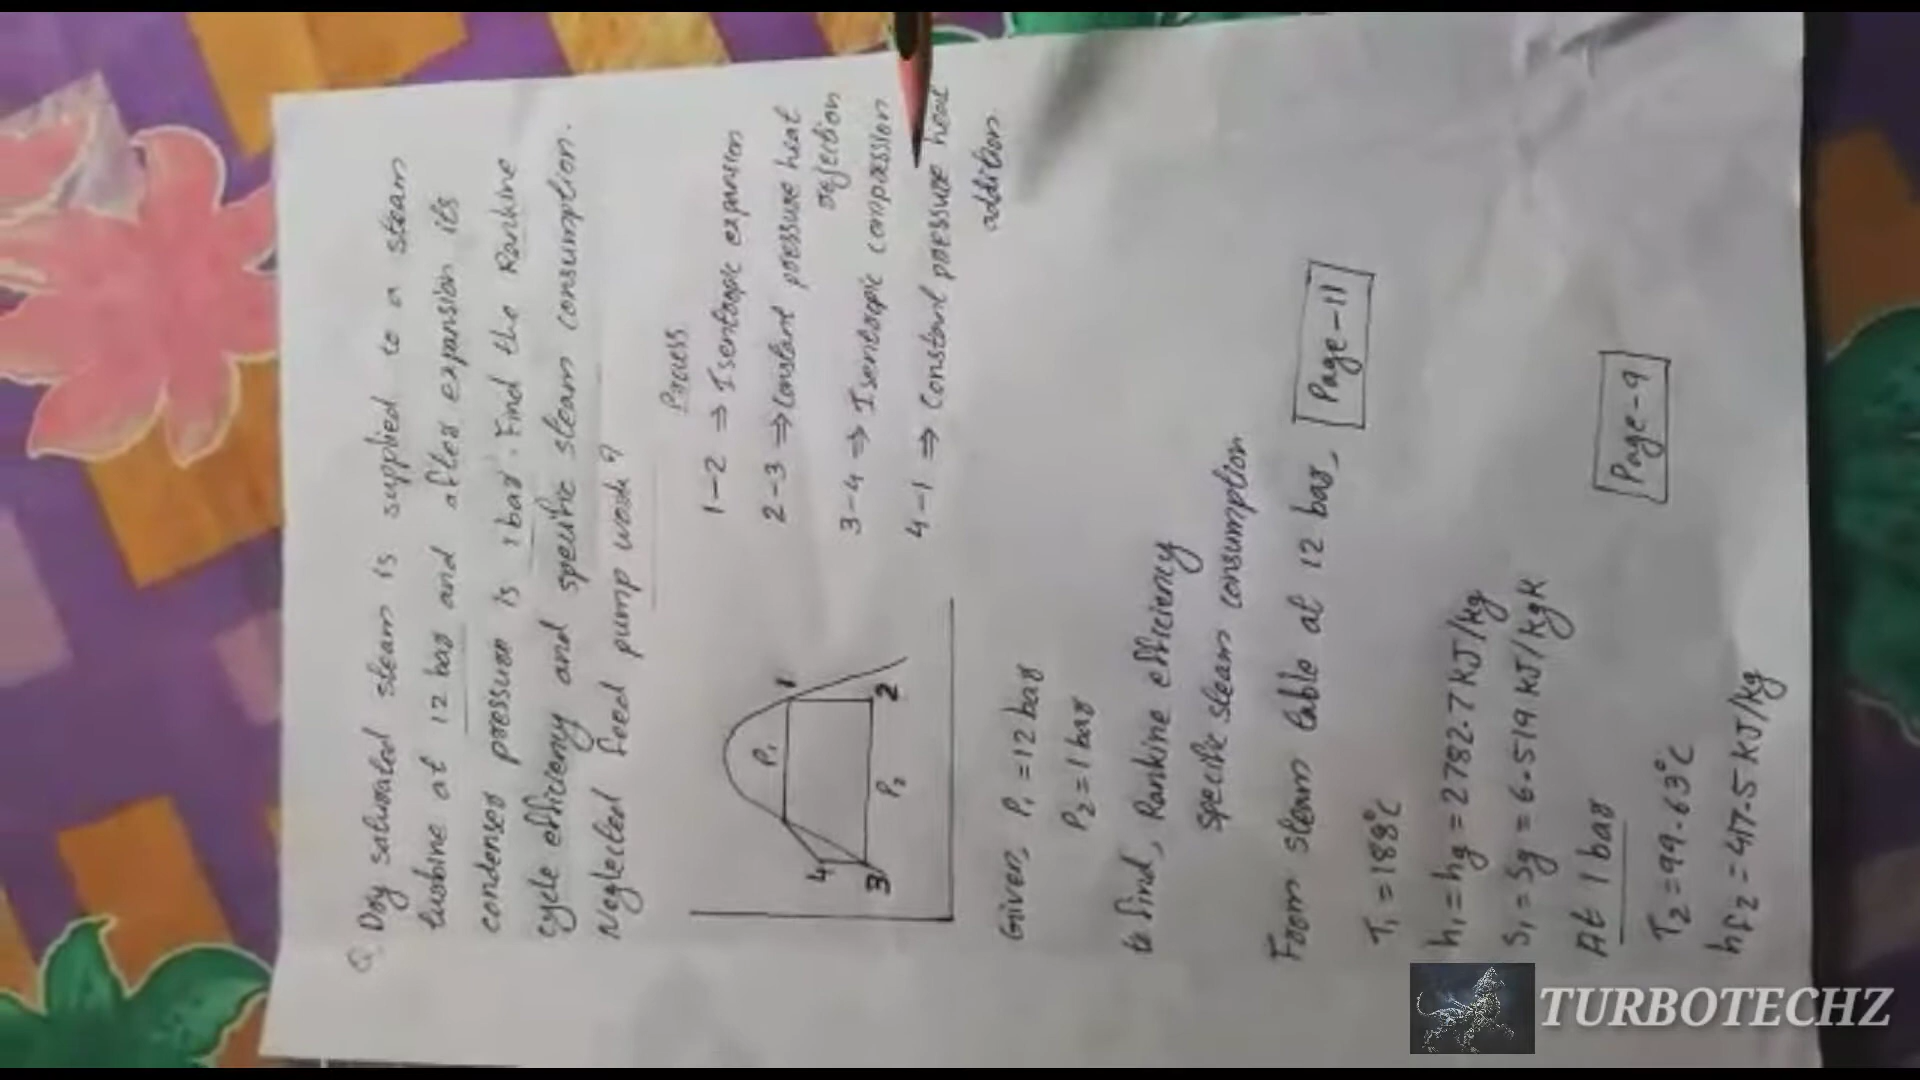 Q. Dry saturated steam is supplied to a steam
turbine at 12 bar and after expansion its
condenser pressure is 1 bar. Find the Rankine
cycle efficieny and specific steam consumption.
Neglected feed pump work?
Process
1-2 ⇒ Isentropic expansion
2-3 ⇒ Constant pressure heat
rejection
3-4 ⇒ Isentropic compression
4-1 ⇒ Constant pressure heat
addition
P₁
1
4
P₂
3
2
Given, P₁ = 12 bar
P₂ = 1 bar
to find, Rankine efficiency
specific steam consumption
From steam table at 12 bar, Page-11
T₁ = 188°C
h₁ = hg = 2782.7 KJ/kg
S₁ = Sg = 6.519 KJ/kgK
At 1 bar
Page-9
T₂ = 99.63°C
hf₂ = 417.5 KJ/kg
TURBOTECHZ